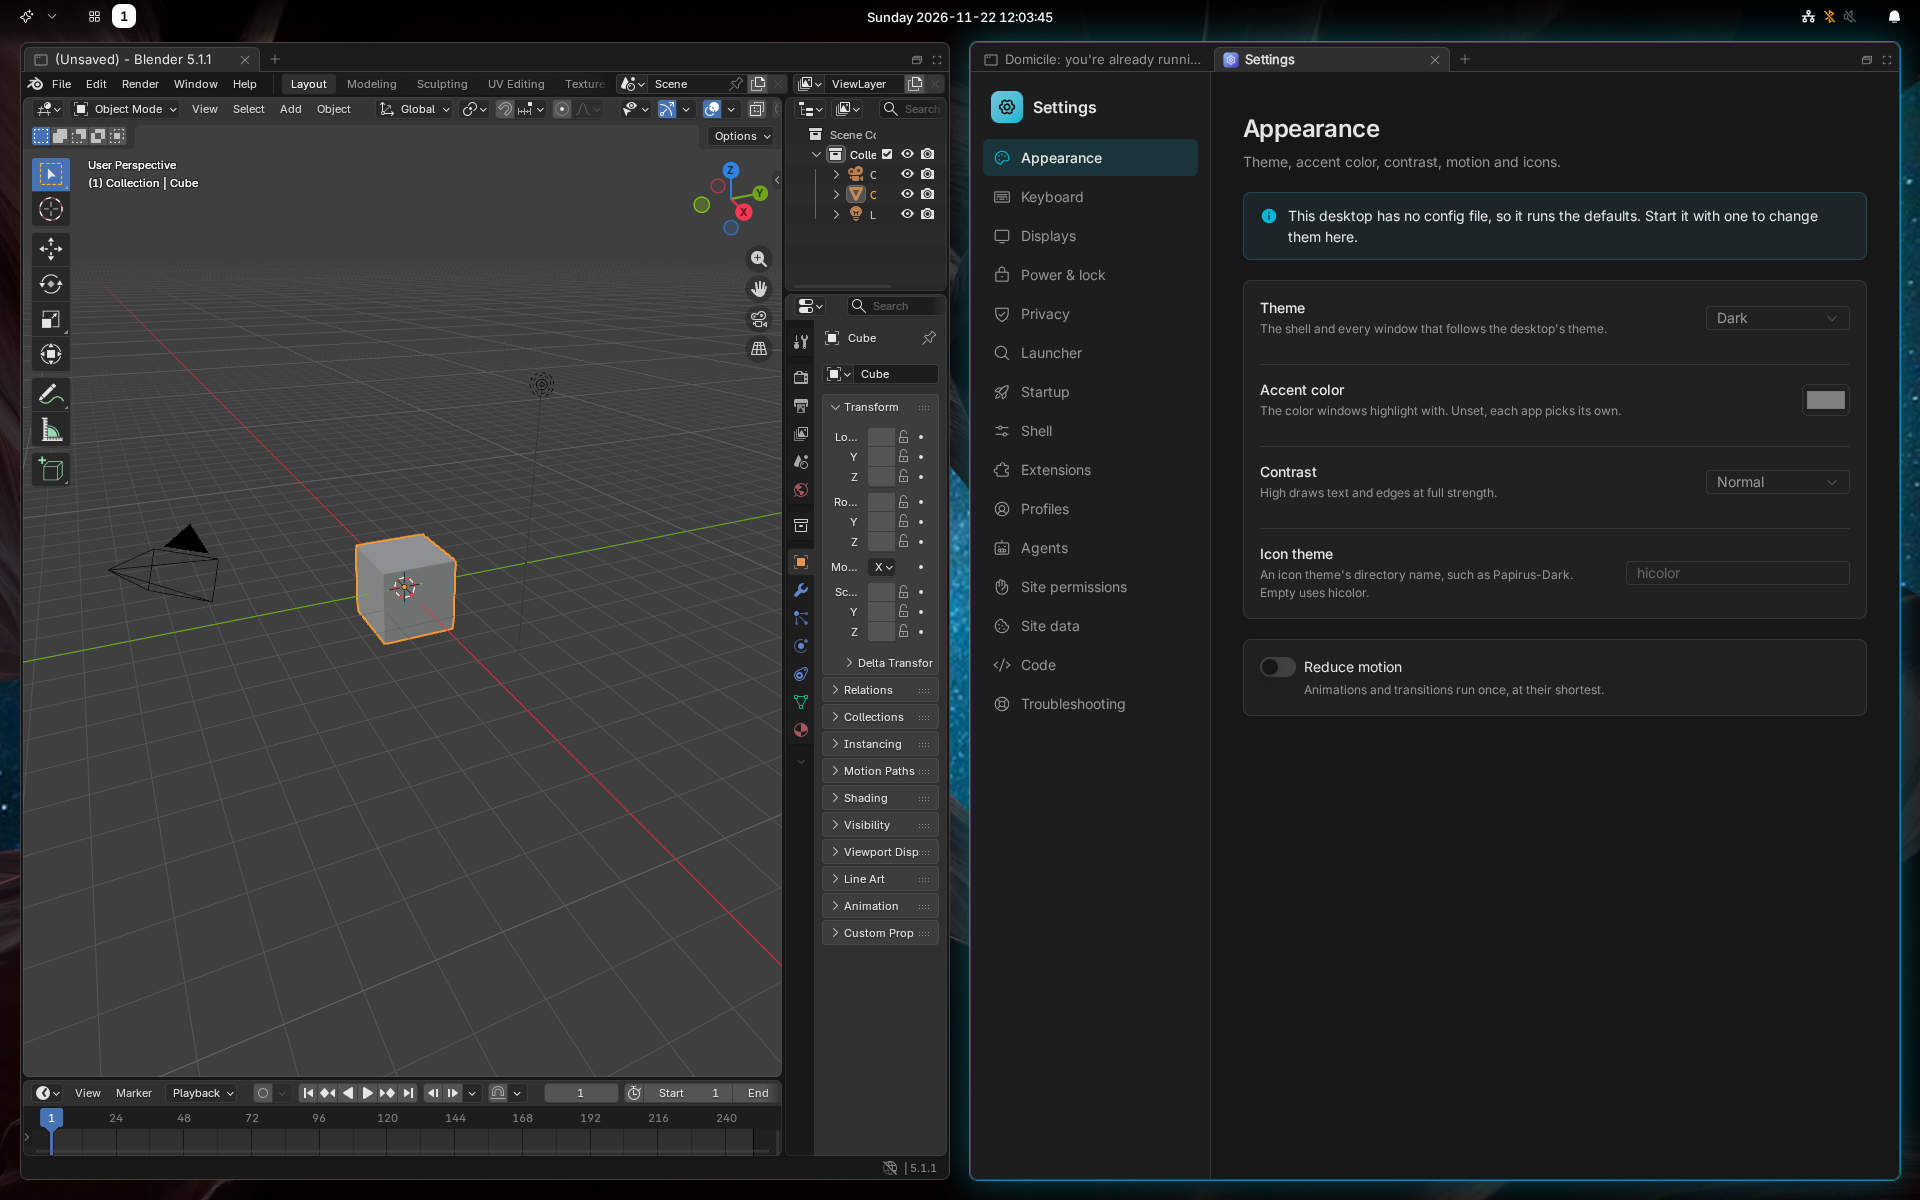 1
Sunday 2026-11-22 12:03:45
(Unsaved) - Blender 5.1.1
File Edit Render Window Help
Layout Modeling Sculpting UV Editing Texture
Scene
ViewLayer
Object Mode View Select Add Object
Global
Search
Options
User Perspective
(1) Collection | Cube
Z
Y
X
Scene Cc
Colle
C
C
L
Search
Cube
Cube
Transform
Lo...
Y
Z
Ro...
Y
Z
Mo... X
Sc...
Y
Z
Delta Transfor
Relations
Collections
Instancing
Motion Paths
Shading
Visibility
Viewport Disp
Line Art
Animation
Custom Prop
View Marker Playback
1
Start 1
End
1 24 48 72 96 120 144 168 192 216 240
5.1.1
Domicile: you're already runni...
Settings
Settings
Appearance
Keyboard
Displays
Power & lock
Privacy
Launcher
Startup
Shell
Extensions
Profiles
Agents
Site permissions
Site data
Code
Troubleshooting
Appearance
Theme, accent color, contrast, motion and icons.
This desktop has no config file, so it runs the defaults. Start it with one to change
them here.
Theme
The shell and every window that follows the desktop's theme.
Dark
Accent color
The color windows highlight with. Unset, each app picks its own.
Contrast
High draws text and edges at full strength.
Normal
Icon theme
An icon theme's directory name, such as Papirus-Dark.
Empty uses hicolor.
hicolor
Reduce motion
Animations and transitions run once, at their shortest.